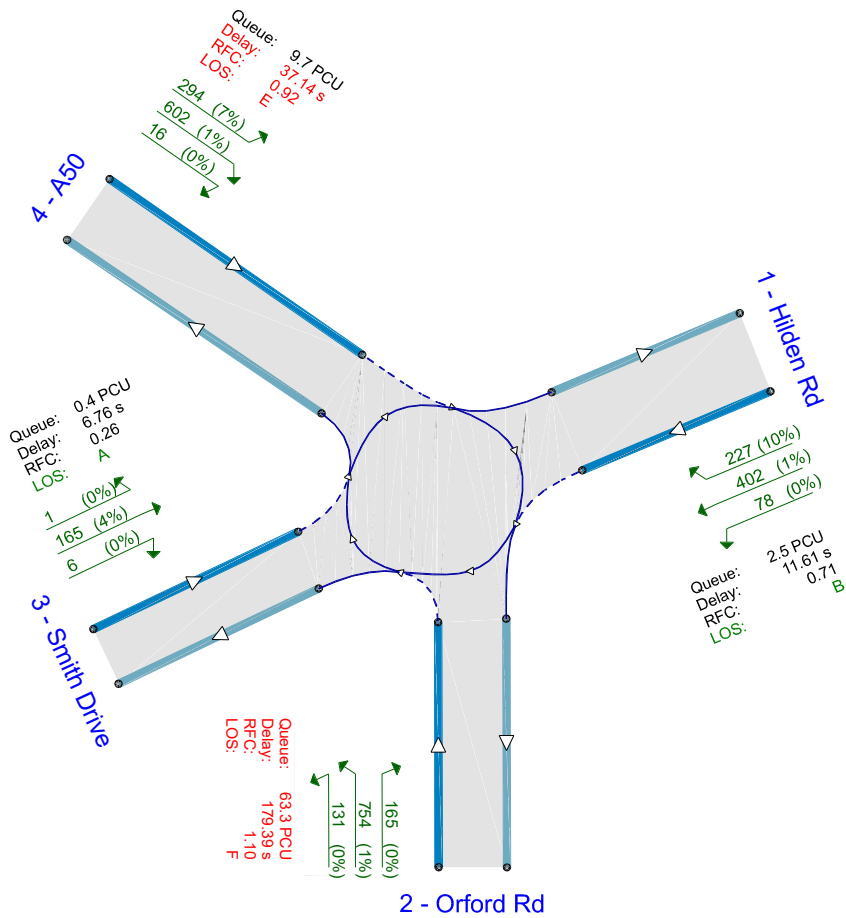 Queue: 9.7 PCU
Delay: 37.14 s
RFC: 0.92
LOS: E
294 (7%)
602 (1%)
16 (0%)
4 - A50
1 - Hilden Rd
227 (10%)
402 (1%)
78 (0%)
Queue: 2.5 PCU
Delay: 11.61 s
RFC: 0.71
LOS: B
Queue: 0.4 PCU
Delay: 6.76 s
RFC: 0.26
LOS: A
1 (0%)
165 (4%)
6 (0%)
3 - Smith Drive
Queue: 63.3 PCU
Delay: 179.39 s
RFC: 1.10
LOS: F
165 (0%)
754 (1%)
131 (0%)
2 - Orford Rd